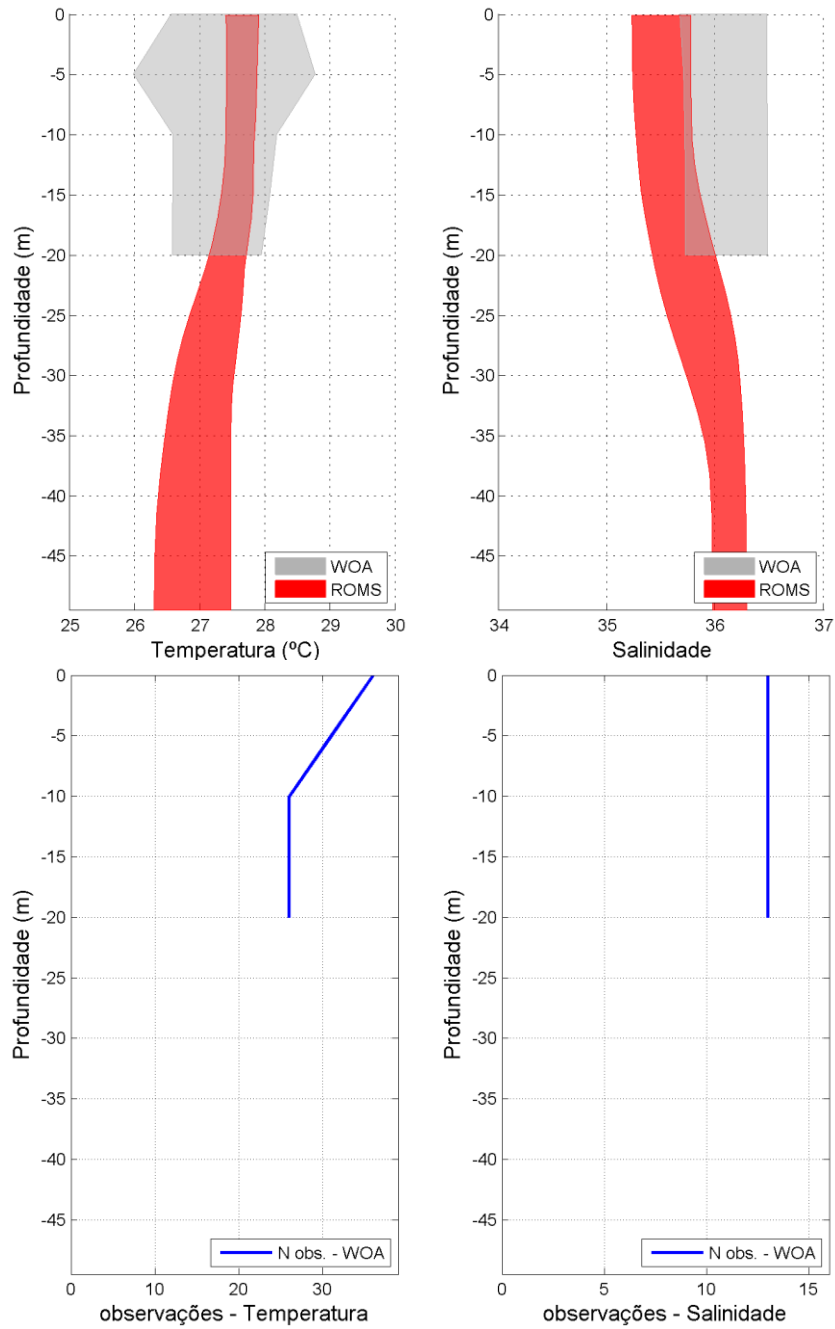 0
-5
-10
-15
-20
-25
-30
-35
-40
-45
Profundidade (m)
WOA
ROMS
25 26 27 28 29 30
Temperatura (ºC)
0
-5
-10
-15
-20
-25
-30
-35
-40
-45
Profundidade (m)
WOA
ROMS
34 35 36 37
Salinidade
0
-5
-10
-15
-20
-25
-30
-35
-40
-45
Profundidade (m)
N obs. - WOA
0 10 20 30
observações - Temperatura
0
-5
-10
-15
-20
-25
-30
-35
-40
-45
Profundidade (m)
N obs. - WOA
0 5 10 15
observações - Salinidade